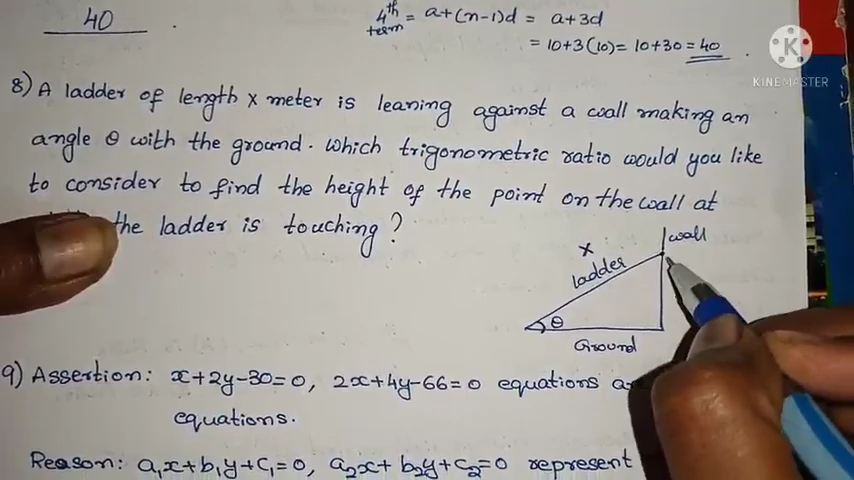 40
4th term = a+(n-1)d = a+3d
= 10+3(10)= 10+30 = 40
K
KINEMASTER
8) A ladder of length x meter is leaning against a wall making an
angle θ with the ground. Which trigonometric ratio would you like
to consider to find the height of the point on the wall at
the ladder is touching?
wall
x
ladder
θ
Ground
9) Assertion: x+2y-30=0, 2x+4y-66=0 equations
equations.
Reason: a₁x+b₁y+c₁=0, a₂x+b₂y+c₂=0 represent